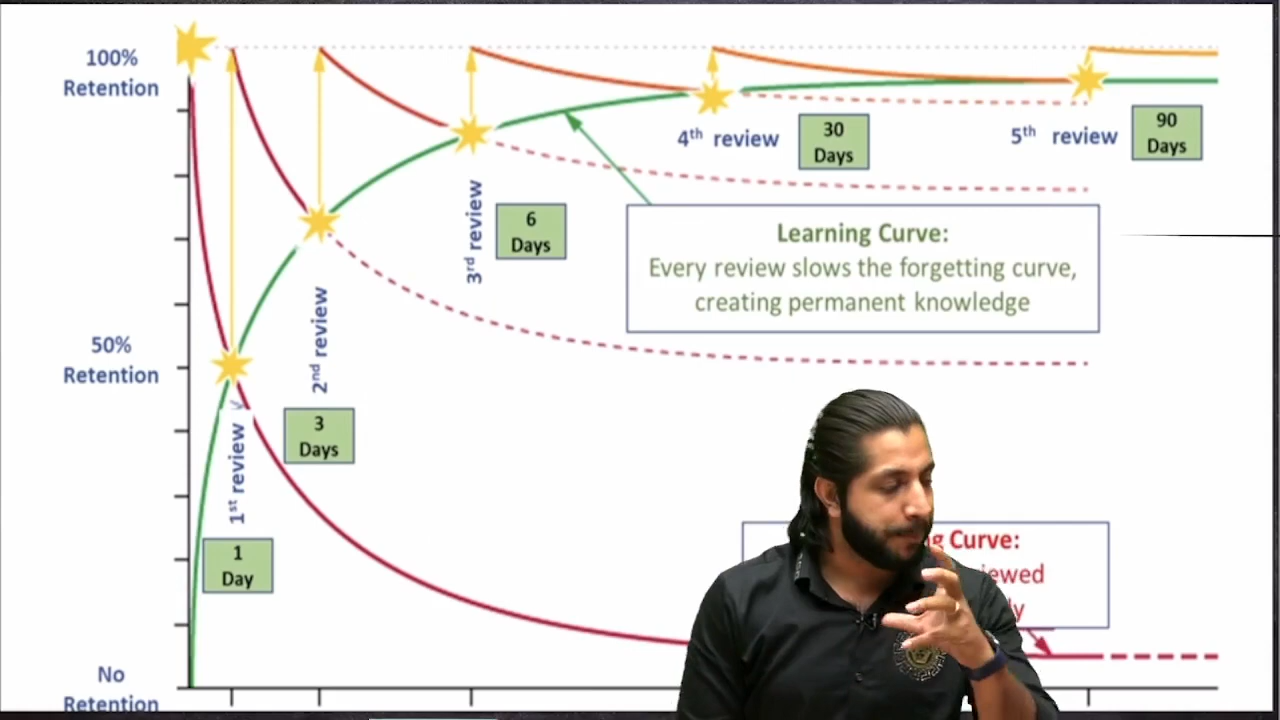 100%
Retention
50%
Retention
No
Retention
1st review
1
Day
2nd review
3
Days
3rd review
6
Days
4th review
30
Days
5th review
90
Days
Learning Curve:
Every review slows the forgetting curve,
creating permanent knowledge
Curve: